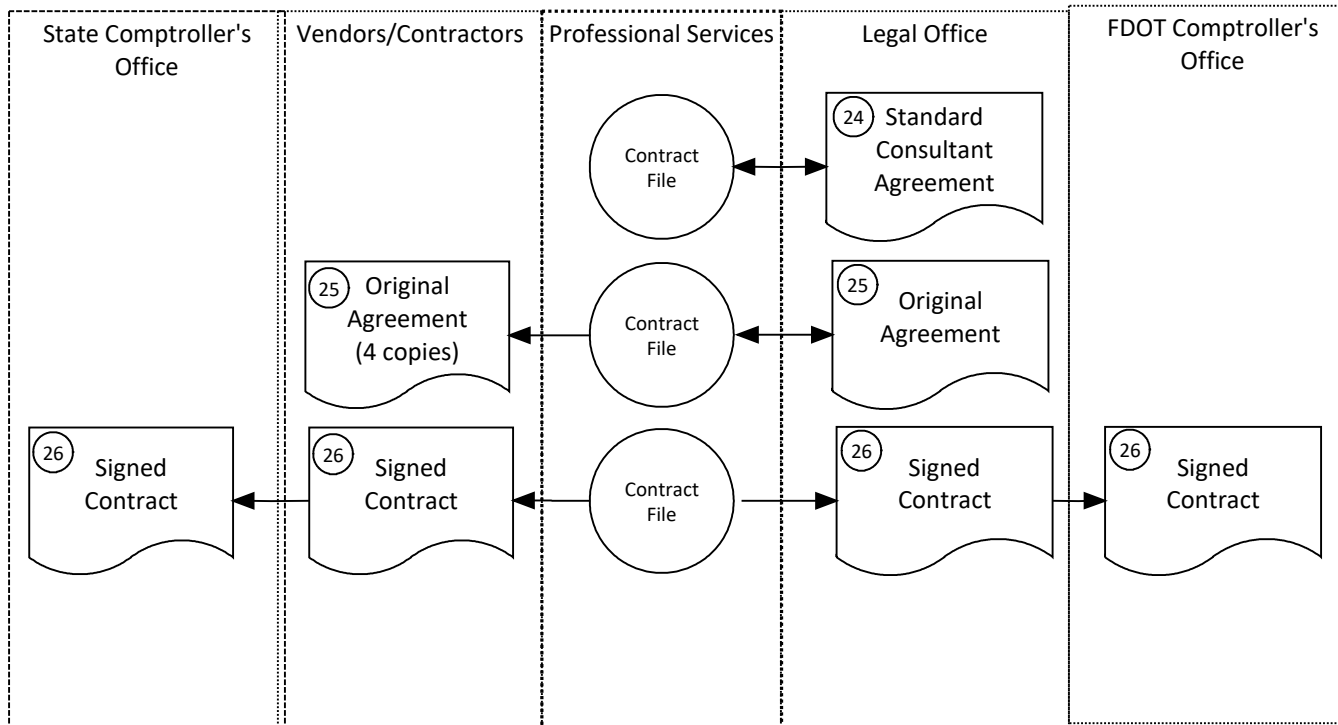 State Comptroller's
Office
Vendors/Contractors
Professional Services
Legal Office
FDOT Comptroller's
Office
Contract
File
24
Standard
Consultant
Agreement
25
Original
Agreement
(4 copies)
Contract
File
25
Original
Agreement
26
Signed
Contract
26
Signed
Contract
Contract
File
26
Signed
Contract
26
Signed
Contract